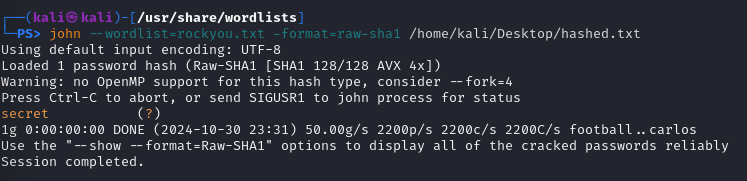 ┌──(kali㉿kali)-[/usr/share/wordlists]
└─PS> john --wordlist=rockyou.txt -format=raw-sha1 /home/kali/Desktop/hashed.txt
Using default input encoding: UTF-8
Loaded 1 password hash (Raw-SHA1 [SHA1 128/128 AVX 4x])
Warning: no OpenMP support for this hash type, consider --fork=4
Press Ctrl-C to abort, or send SIGUSR1 to john process for status
secret           (?)
1g 0:00:00:00 DONE (2024-10-30 23:31) 50.00g/s 2200p/s 2200c/s 2200C/s football..carlos
Use the "--show --format=Raw-SHA1" options to display all of the cracked passwords reliably
Session completed.